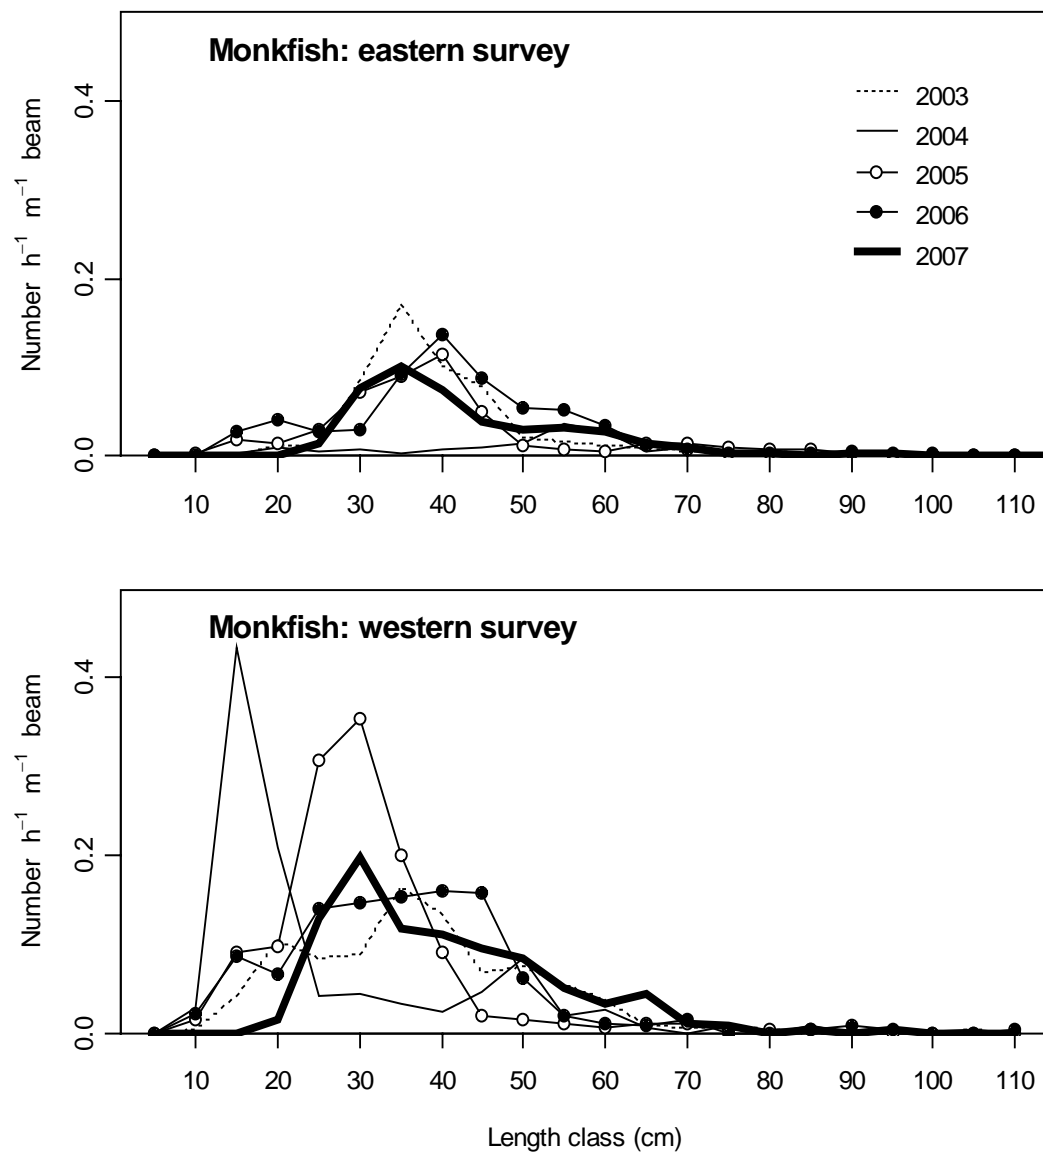 Monkfish: eastern survey
Number h⁻¹ m⁻¹ beam
0.4
0.2
0.0
2003
2004
2005
2006
2007
10 20 30 40 50 60 70 80 90 100 110
Monkfish: western survey
Number h⁻¹ m⁻¹ beam
0.4
0.2
0.0
10 20 30 40 50 60 70 80 90 100 110
Length class (cm)